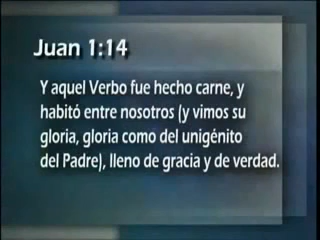 Juan 1:14
Y aquel Verbo fue hecho carne, y
habitó entre nosotros (y vimos su
gloria, gloria como del unigénito
del Padre), lleno de gracia y de verdad.